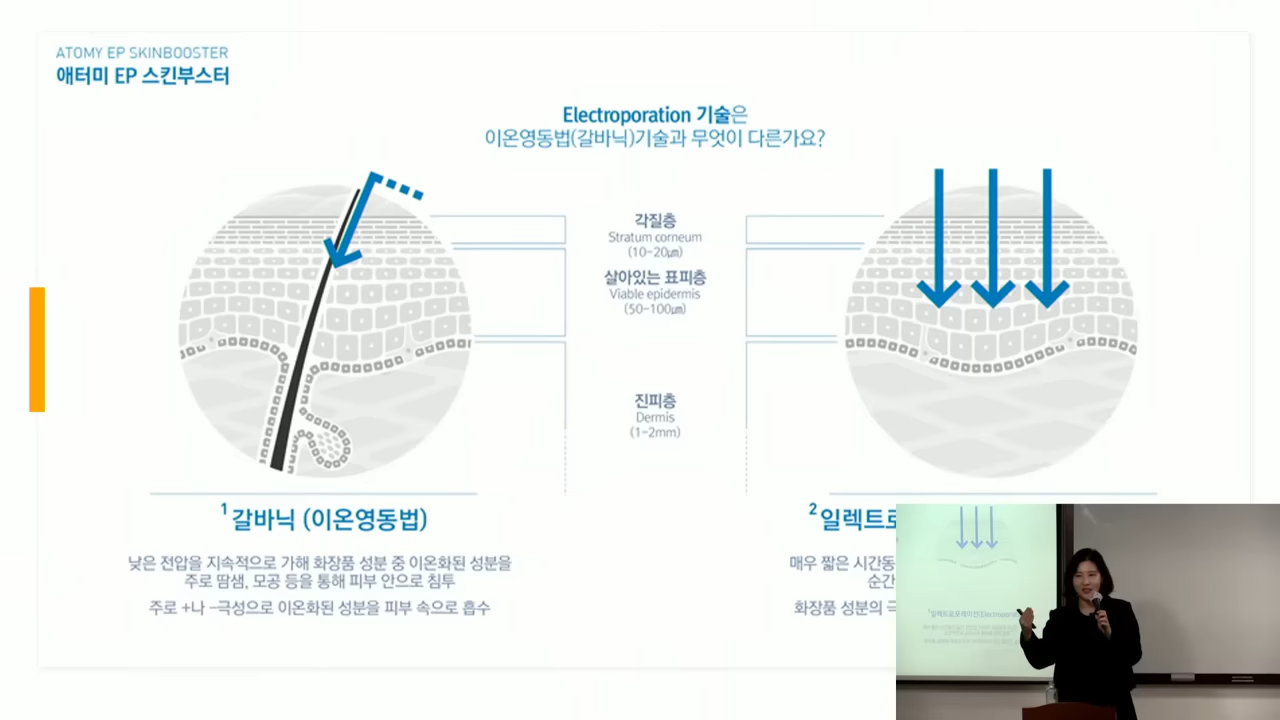 ATOMY EP SKINBOOSTER
애터미 EP 스킨부스터
Electroporation 기술은
이온영동법(갈바닉)기술과 무엇이 다른가요?
각질층
Stratum corneum
(10-20㎛)
살아있는 표피층
Viable epidermis
(50-100㎛)
진피층
Dermis
(1-2mm)
1 갈바닉 (이온영동법)
낮은 전압을 지속적으로 가해 화장품 성분 중 이온화된 성분을
주로 땀샘, 모공 등을 통해 피부 안으로 침투
주로 +나 -극성으로 이온화된 성분을 피부 속으로 흡수
2 일렉트로
매우 짧은 시간동
순간
화장품 성분의 극